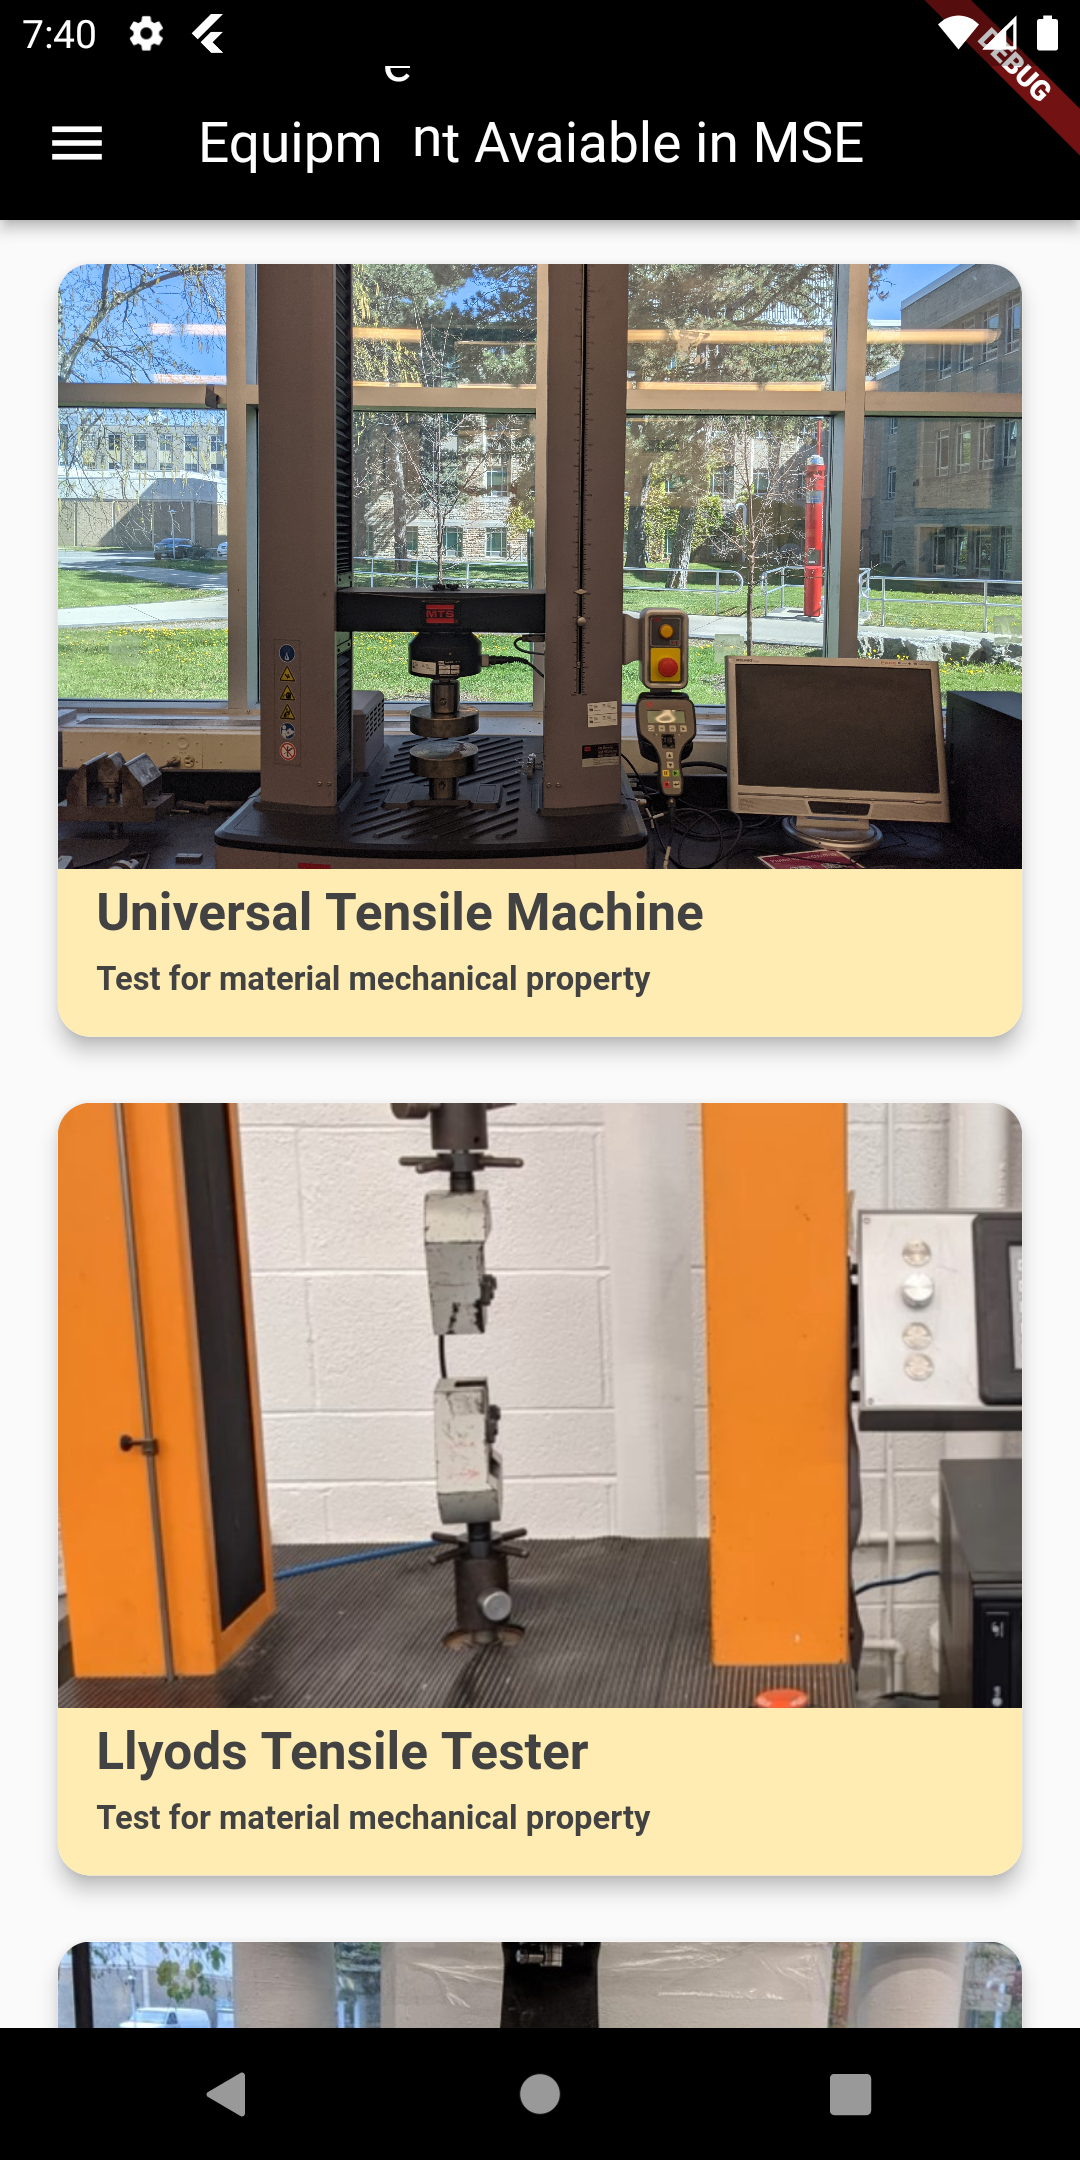 7:40
DEBUG
Equipment Avaiable in MSE
MTS
Universal Tensile Machine
Test for material mechanical property
Llyods Tensile Tester
Test for material mechanical property